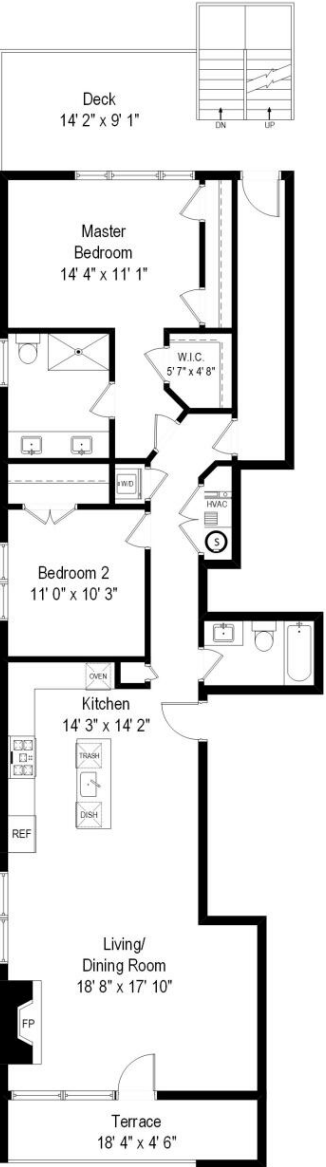 Deck
14' 2" x 9' 1"
DN UP
Master
Bedroom
14' 4" x 11' 1"
W.I.C.
5' 7" x 4' 8"
W/D
HVAC
S
Bedroom 2
11' 0" x 10' 3"
OVEN
Kitchen
14' 3" x 14' 2"
TRASH
DISH
REF
Living/
Dining Room
18' 8" x 17' 10"
FP
Terrace
18' 4" x 4' 6"